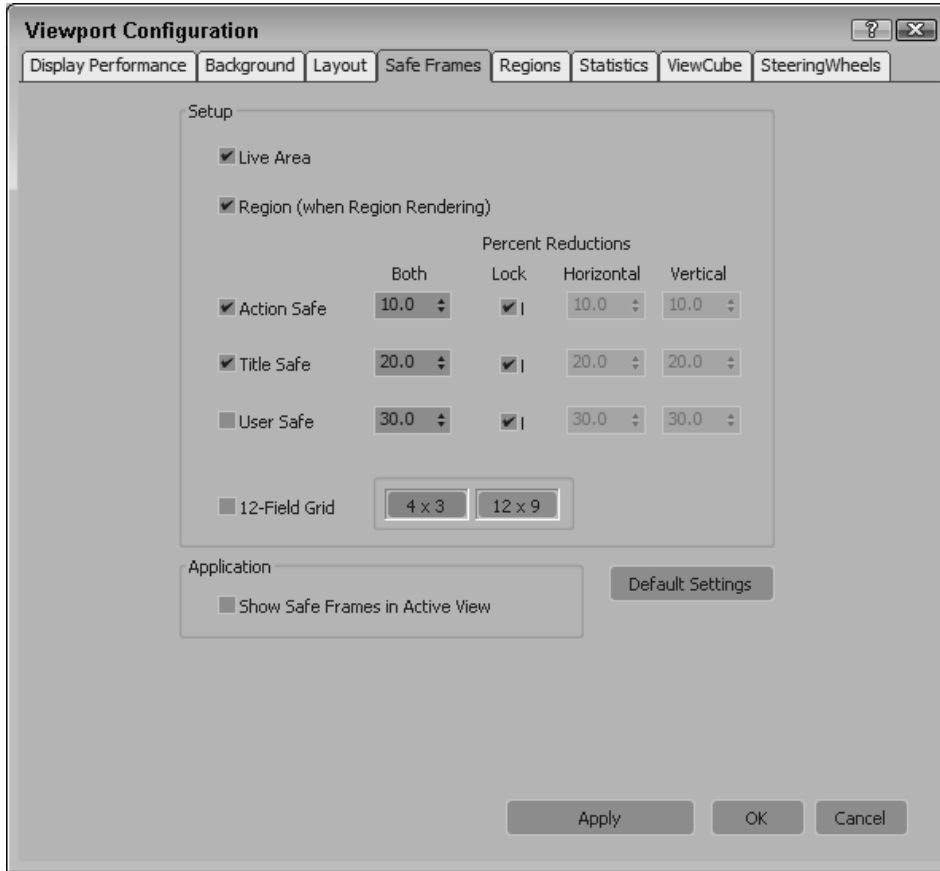 Viewport Configuration
Display Performance Background Layout Safe Frames Regions Statistics ViewCube SteeringWheels
Setup
Live Area
Region (when Region Rendering)
Percent Reductions
Both Lock Horizontal Vertical
Action Safe 10.0 10.0 10.0
Title Safe 20.0 20.0 20.0
User Safe 30.0 30.0 30.0
12-Field Grid 4 x 3 12 x 9
Application
Default Settings
Show Safe Frames in Active View
Apply OK Cancel